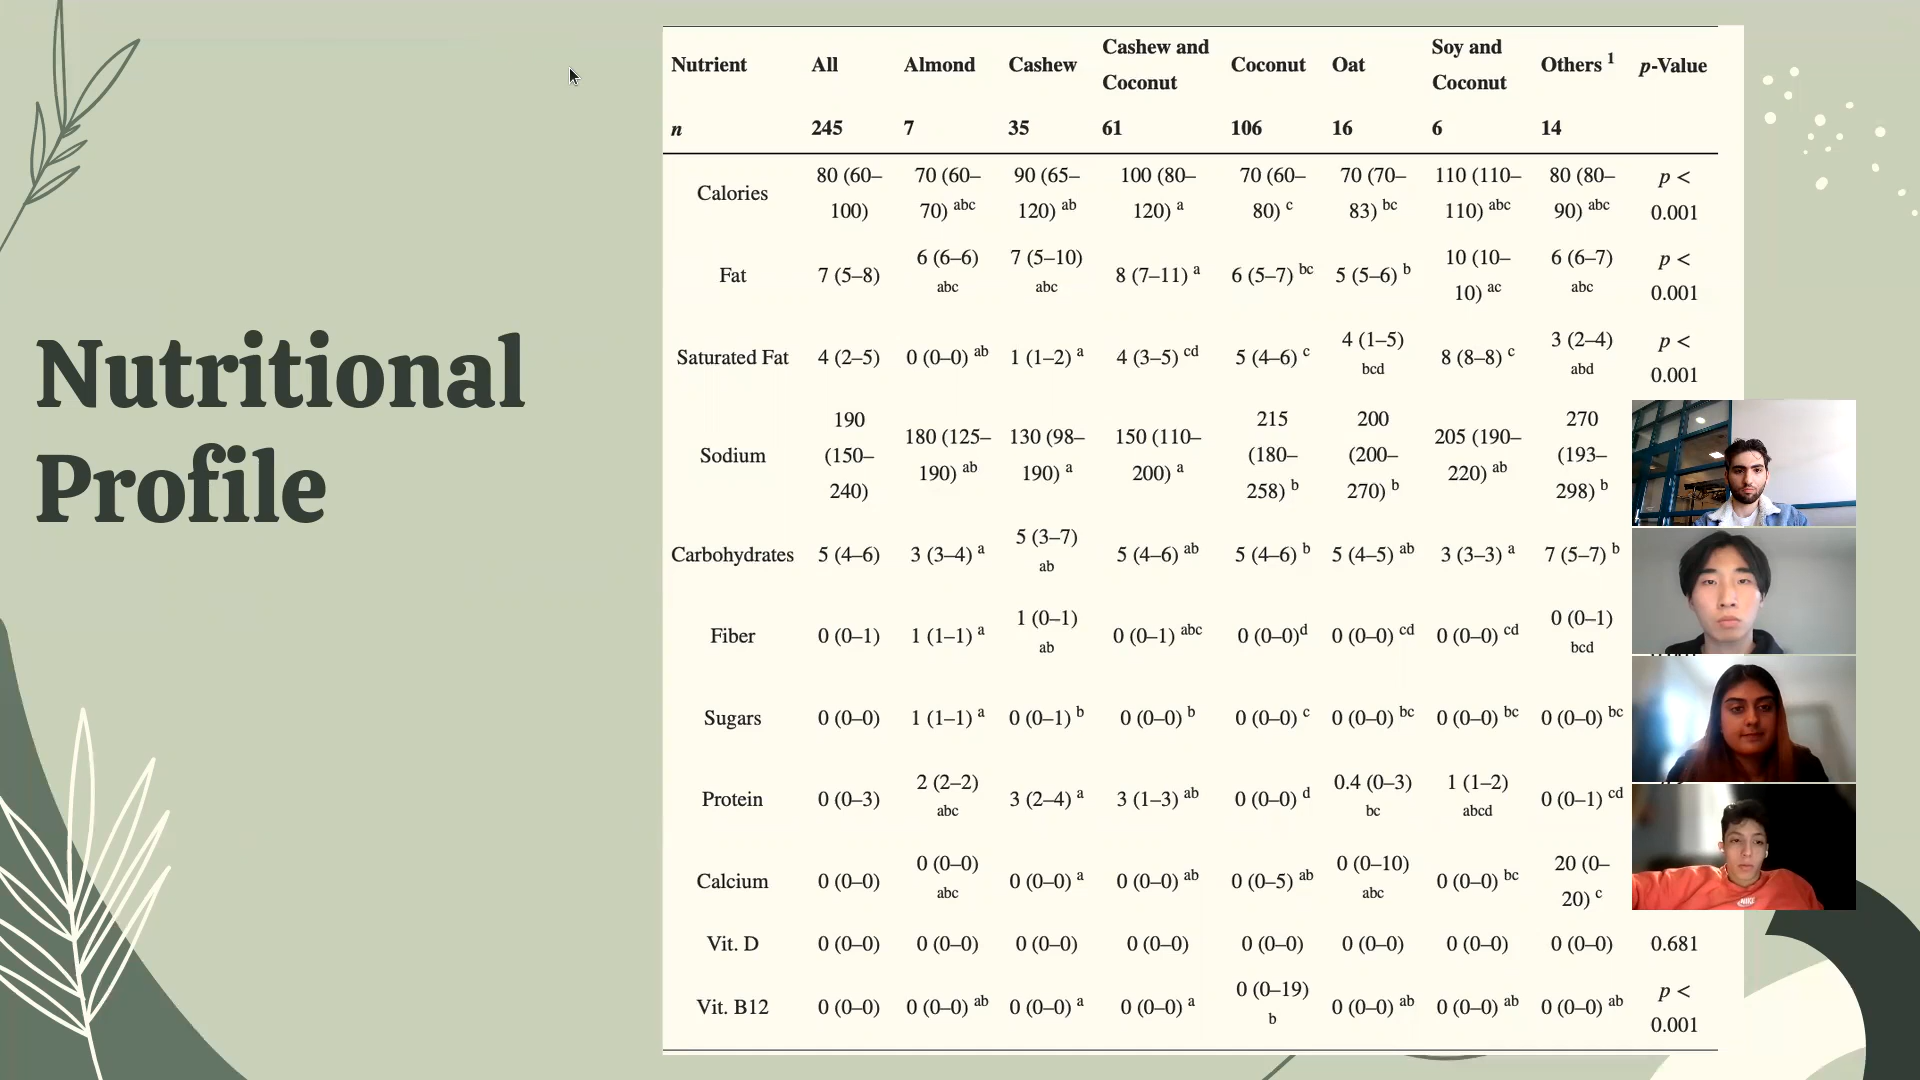 Nutritional
Profile
Nutrient All Almond Cashew Cashew and Coconut Coconut Oat Soy and Coconut Others 1 p-Value
n 245 7 35 61 106 16 6 14
Calories 80 (60–100) 70 (60–70) abc 90 (65–120) ab 100 (80–120) a 70 (60–80) c 70 (70–83) bc 110 (110–110) abc 80 (80–90) abc p < 0.001
Fat 7 (5–8) 6 (6–6) abc 7 (5–10) abc 8 (7–11) a 6 (5–7) bc 5 (5–6) b 10 (10–10) ac 6 (6–7) abc p < 0.001
Saturated Fat 4 (2–5) 0 (0–0) ab 1 (1–2) a 4 (3–5) cd 5 (4–6) c 4 (1–5) bcd 8 (8–8) c 3 (2–4) abd p < 0.001
Sodium 190 (150–240) 180 (125–190) ab 130 (98–190) a 150 (110–200) a 215 (180–258) b 200 (200–270) b 205 (190–220) ab 270 (193–298) b
Carbohydrates 5 (4–6) 3 (3–4) a 5 (3–7) ab 5 (4–6) ab 5 (4–6) b 5 (4–5) ab 3 (3–3) a 7 (5–7) b
Fiber 0 (0–1) 1 (1–1) a 1 (0–1) ab 0 (0–1) abc 0 (0–0)d 0 (0–0) cd 0 (0–0) cd 0 (0–1) bcd
Sugars 0 (0–0) 1 (1–1) a 0 (0–1) b 0 (0–0) b 0 (0–0) c 0 (0–0) bc 0 (0–0) bc 0 (0–0) bc
Protein 0 (0–3) 2 (2–2) abc 3 (2–4) a 3 (1–3) ab 0 (0–0) d 0.4 (0–3) bc 1 (1–2) abcd 0 (0–1) cd
Calcium 0 (0–0) 0 (0–0) abc 0 (0–0) a 0 (0–0) ab 0 (0–5) ab 0 (0–10) abc 0 (0–0) bc 20 (0–20) c
Vit. D 0 (0–0) 0 (0–0) 0 (0–0) 0 (0–0) 0 (0–0) 0 (0–0) 0 (0–0) 0 (0–0) 0.681
Vit. B12 0 (0–0) 0 (0–0) ab 0 (0–0) a 0 (0–0) a 0 (0–19) b 0 (0–0) ab 0 (0–0) ab 0 (0–0) ab p < 0.001
NIKE